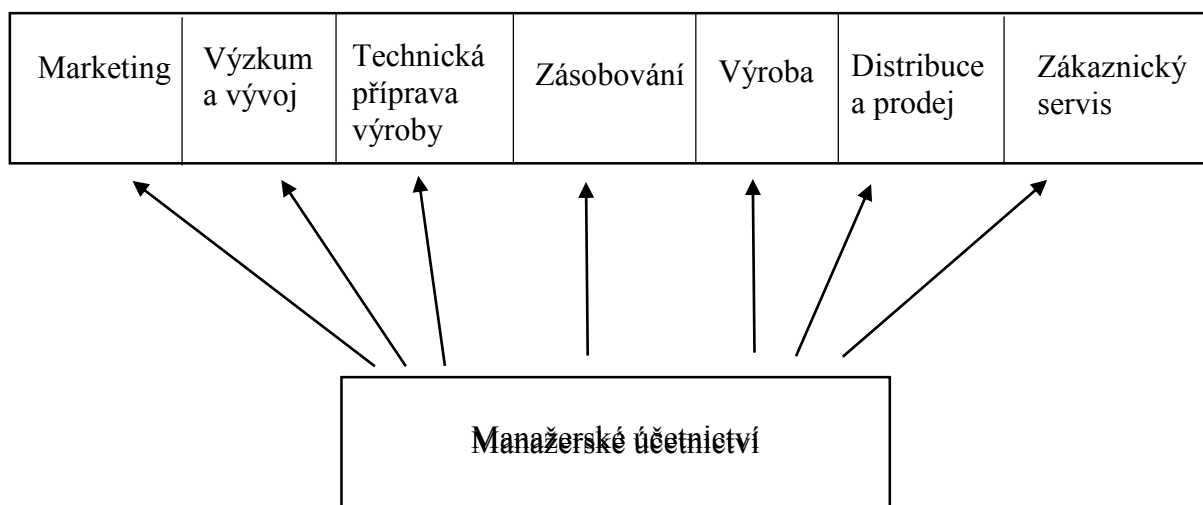 Marketing
Výzkum
a vývoj
Technická
příprava
výroby
Zásobování
Výroba
Distribuce
a prodej
Zákaznický
servis
Manažerské účetnictví